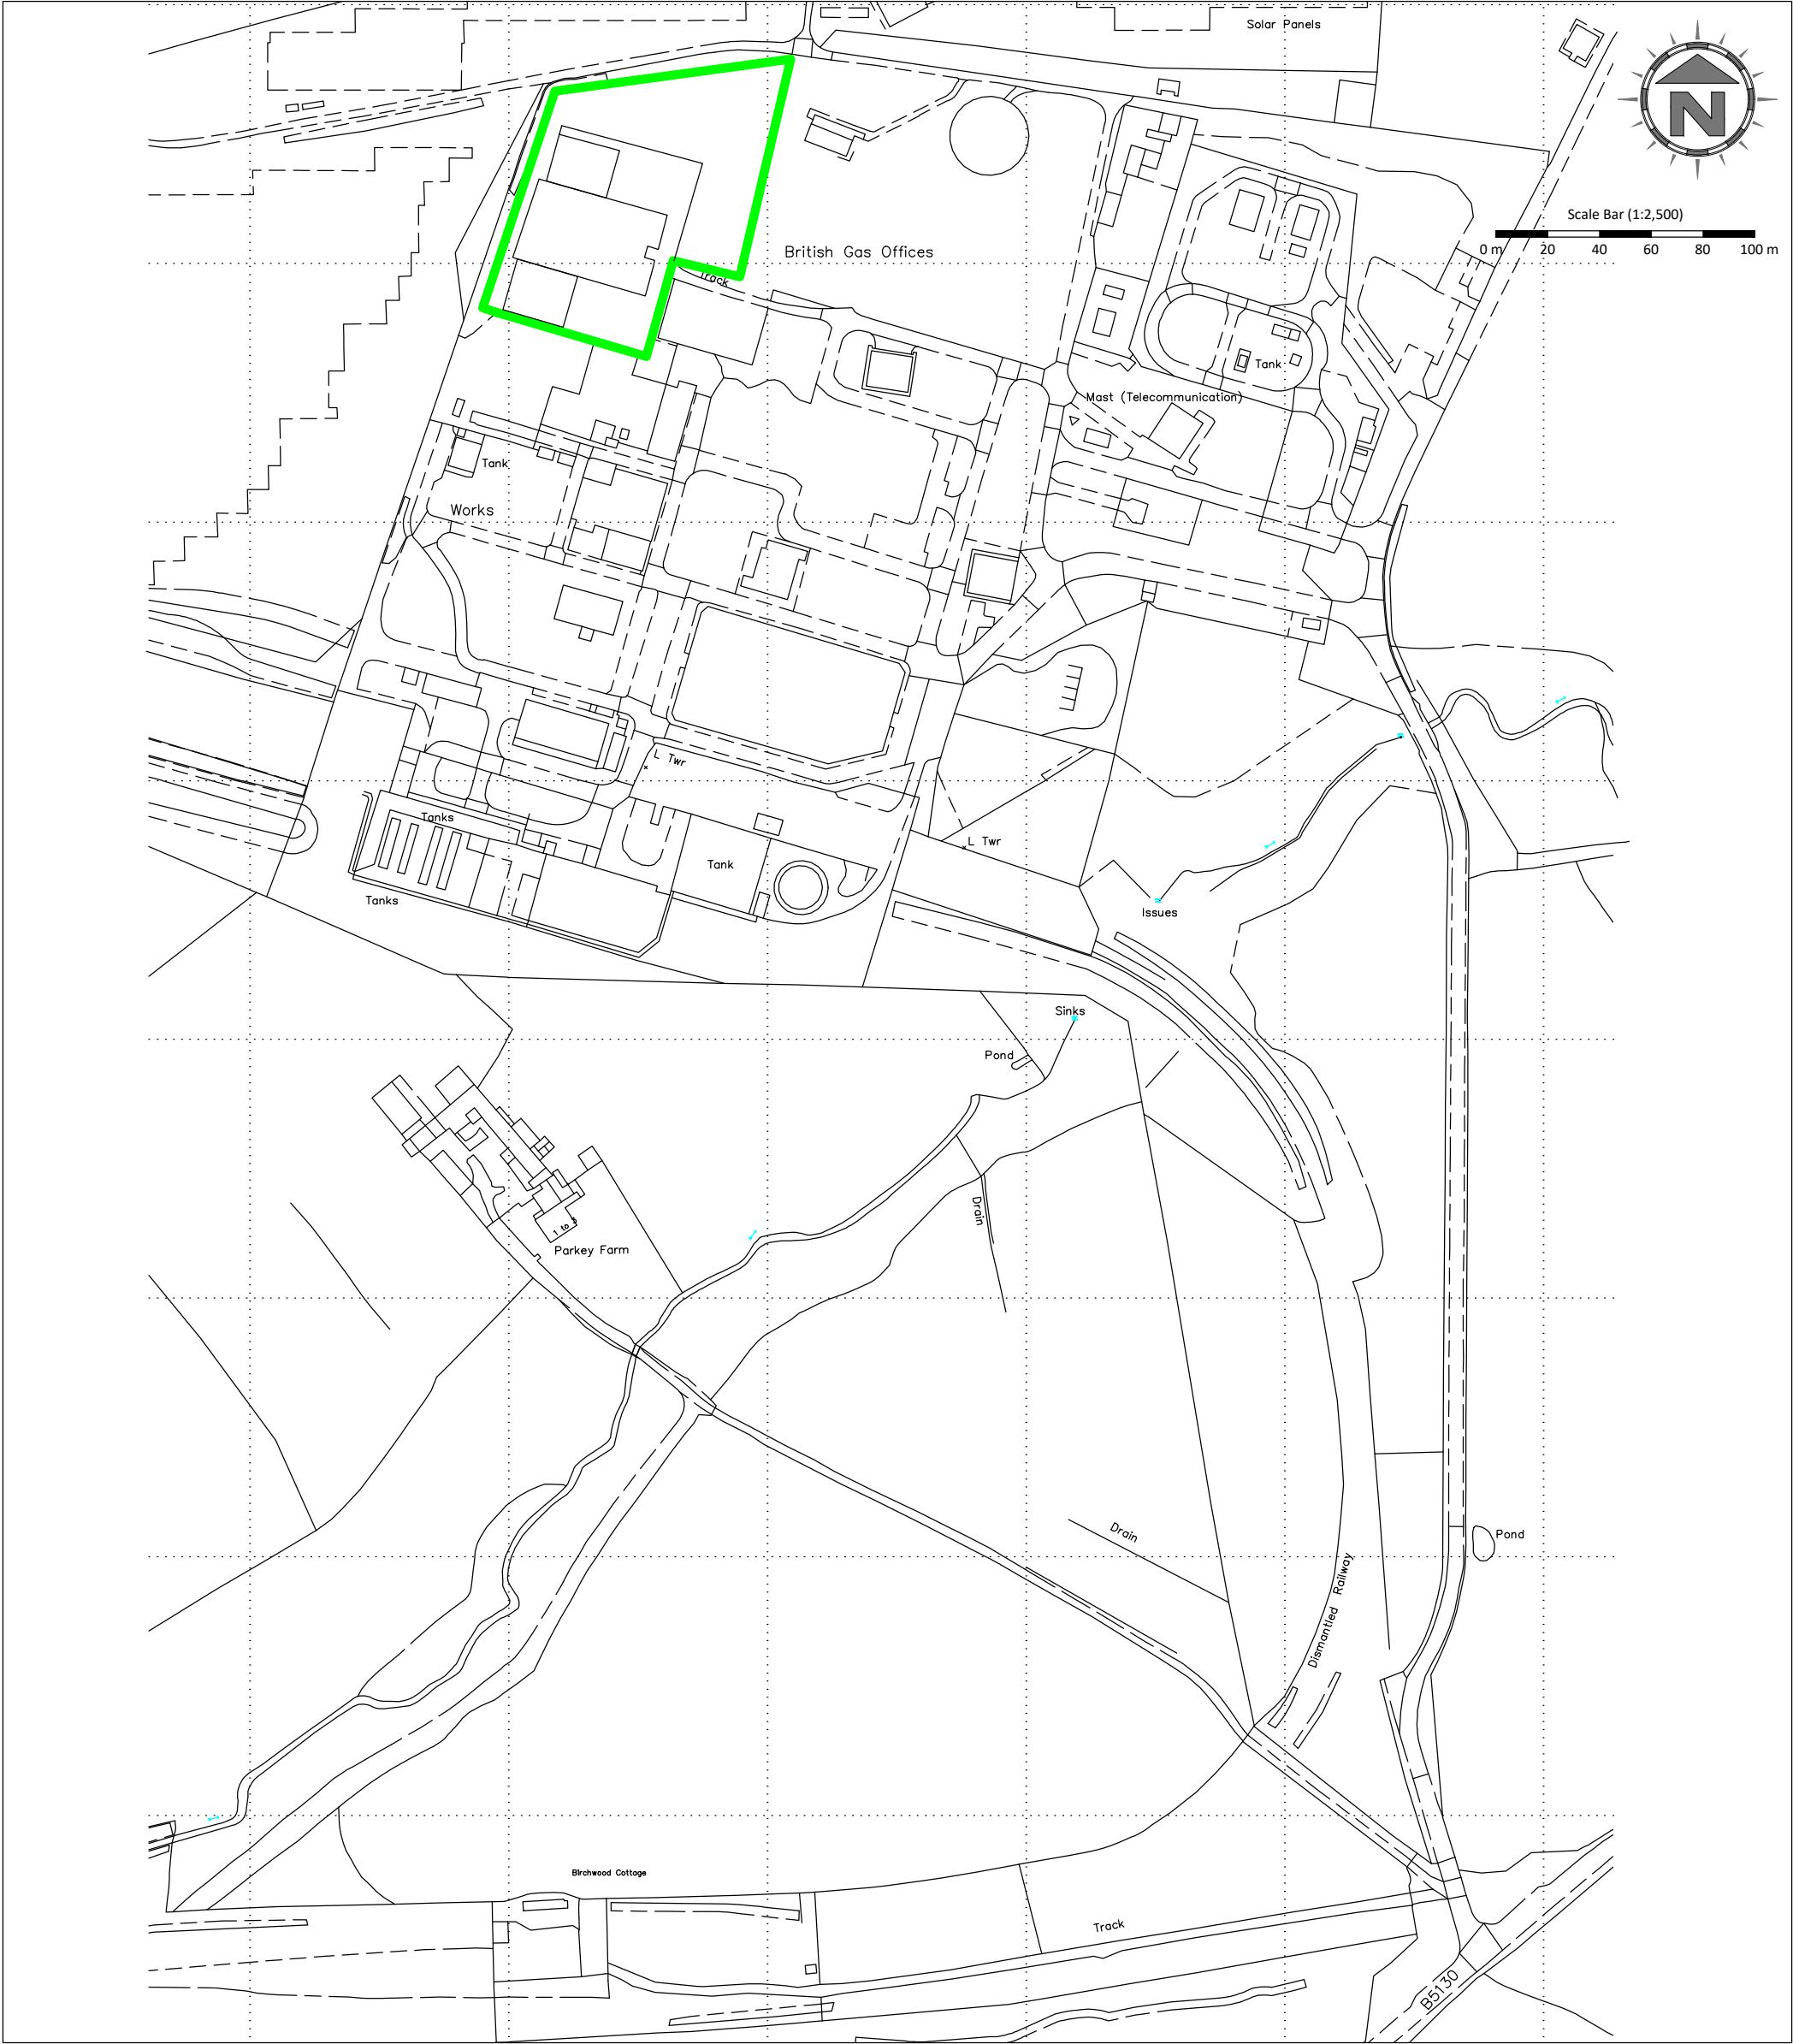 Solar Panels
N
Scale Bar (1:2,500)
0 m 20 40 60 80 100 m
British Gas Offices
Track
Tank
Mast (Telecommunication)
Tank
Works
L Twr
Tanks
L Twr
Tank
Tanks
Issues
Sinks
Pond
Drain
1 to
Parkey Farm
Drain
Pond
Dismantled Railway
Birchwood Cottage
Track
B5130